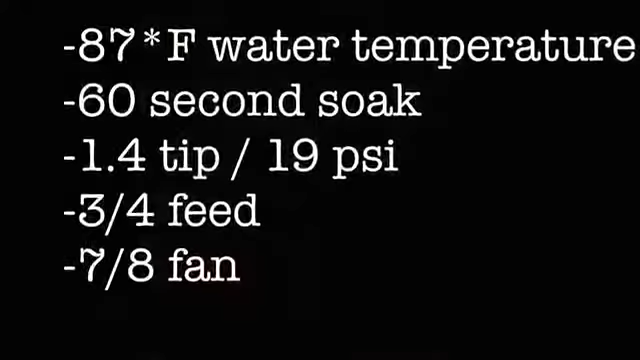 -87*F water temperature
-60 second soak
-1.4 tip / 19 psi
-3/4 feed
-7/8 fan